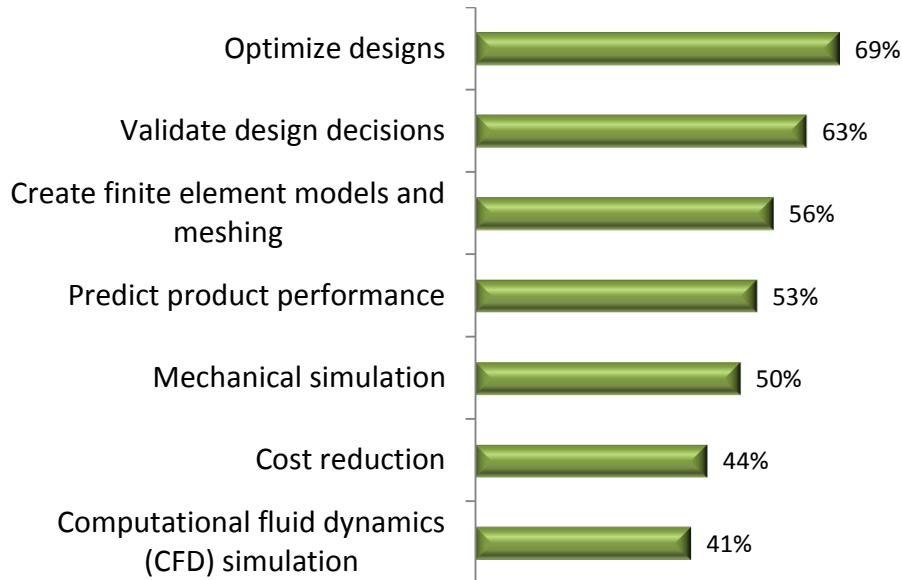 Optimize designs
69%
Validate design decisions
63%
Create finite element models and
meshing
56%
Predict product performance
53%
Mechanical simulation
50%
Cost reduction
44%
Computational fluid dynamics
(CFD) simulation
41%